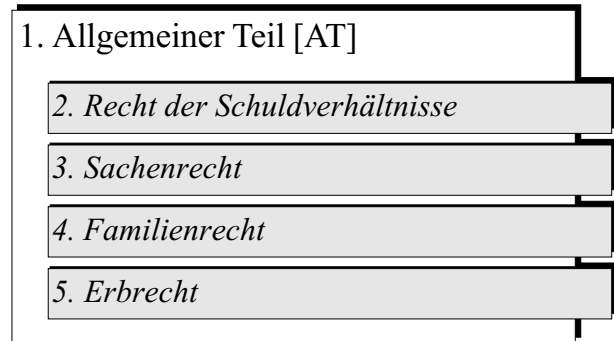 1. Allgemeiner Teil [AT]
2. Recht der Schuldverhältnisse
3. Sachenrecht
4. Familienrecht
5. Erbrecht